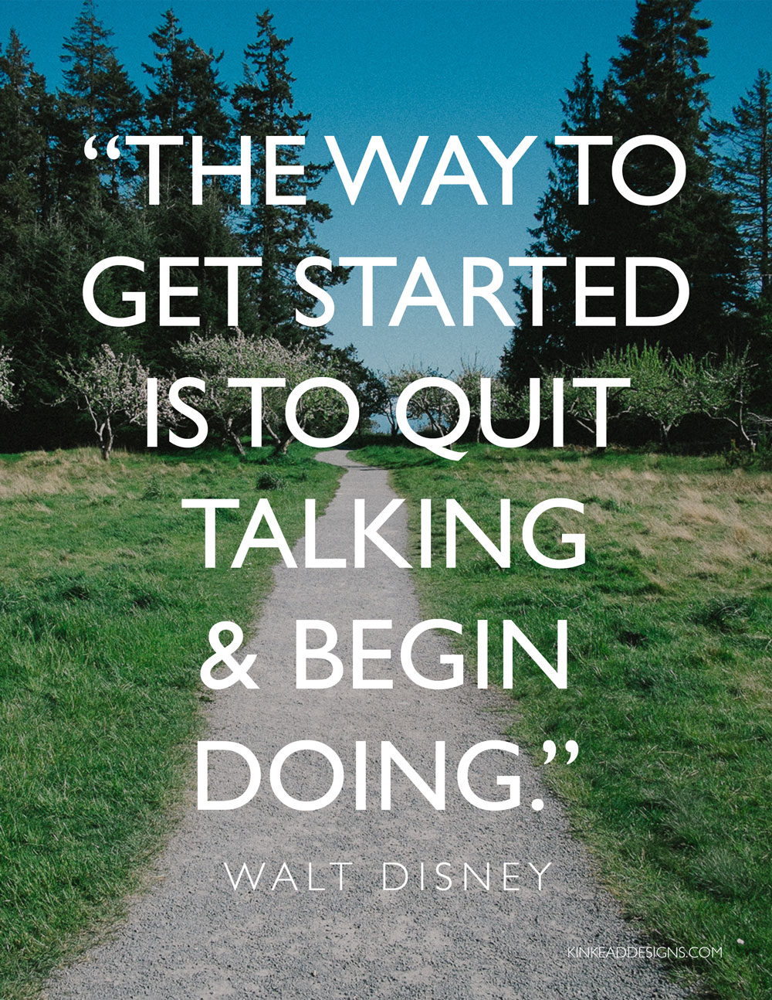 “THE WAY TO
GET STARTED
IS TO QUIT
TALKING
& BEGIN
DOING.”
WALT DISNEY
KINKEADDESIGNS.COM